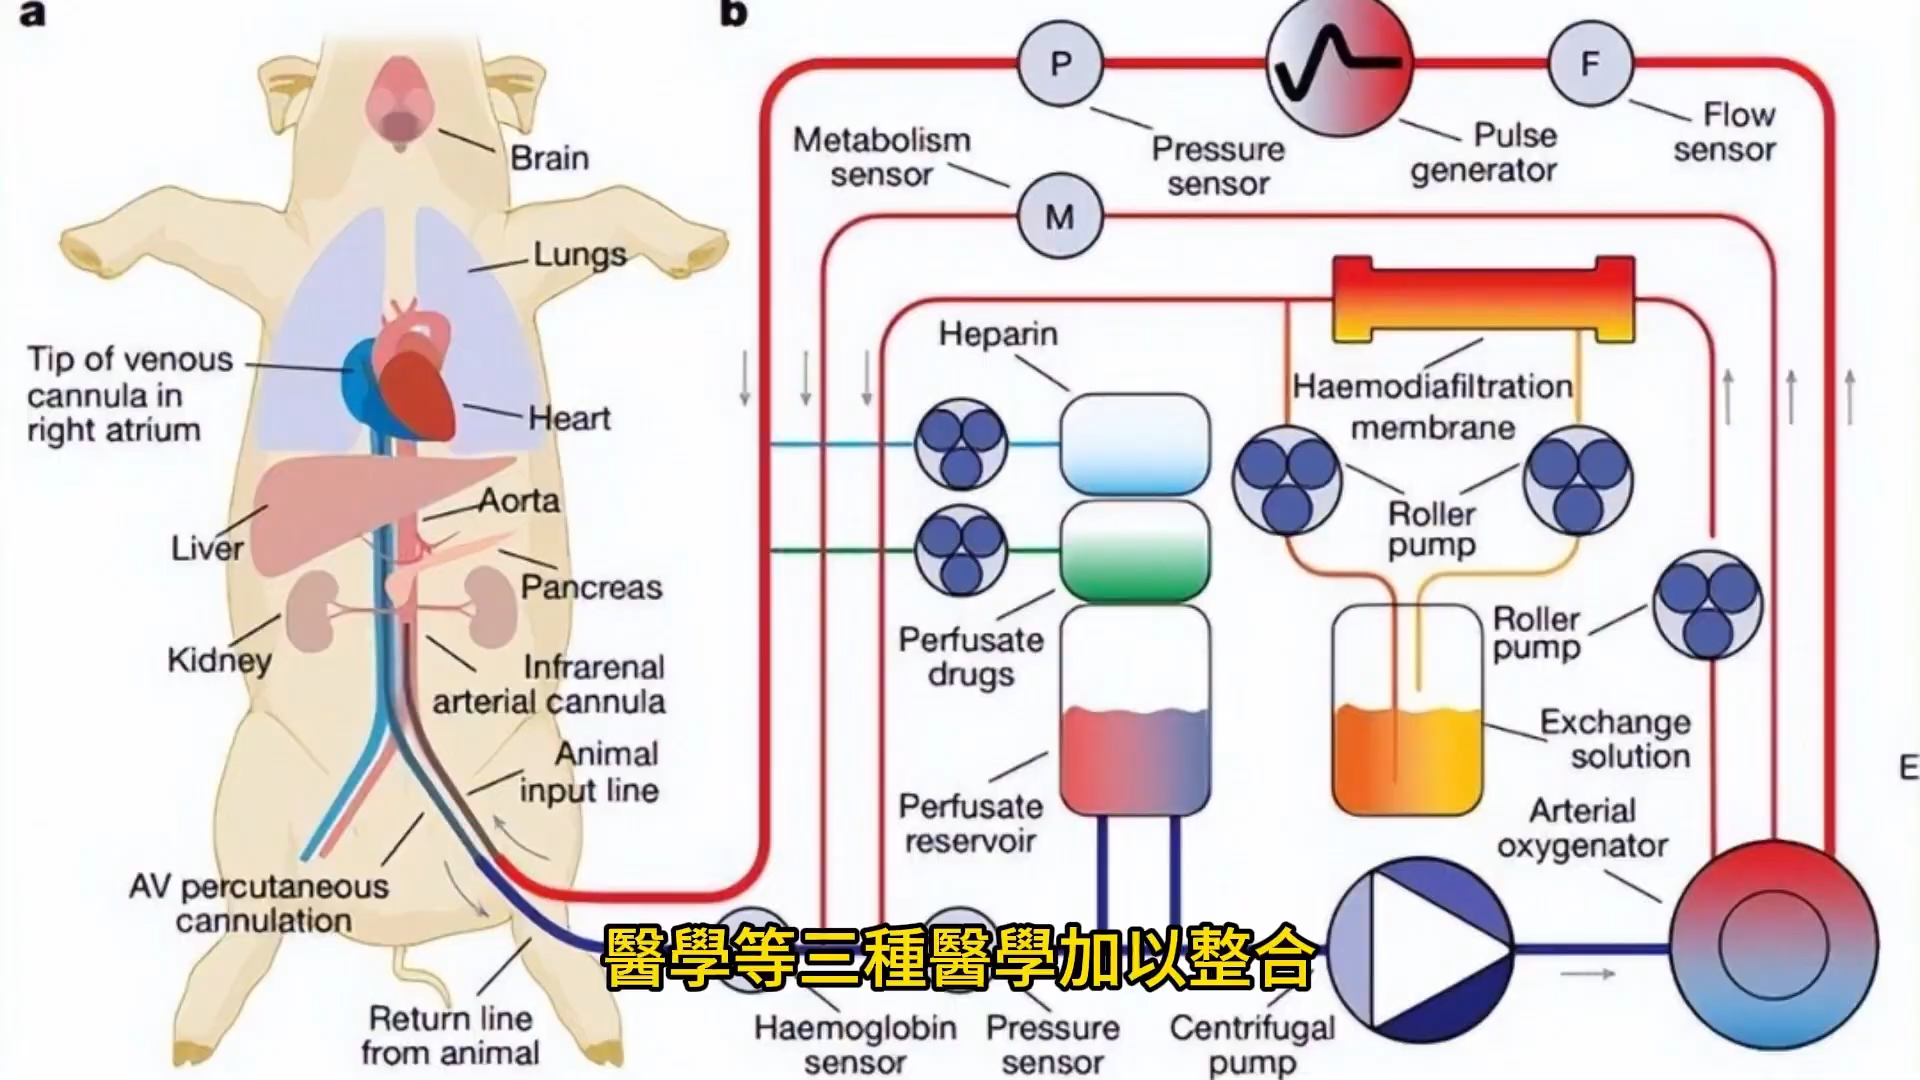 a
b
Brain
Lungs
Tip of venous
cannula in
right atrium
Heart
Aorta
Liver
Pancreas
Kidney
Infrarenal
arterial cannula
Animal
input line
AV percutaneous
cannulation
Return line
from animal
P
F
Flow
sensor
Pulse
generator
Pressure
sensor
Metabolism
sensor
M
Heparin
Haemodiafiltration
membrane
Roller
pump
Perfusate
drugs
Roller
pump
Exchange
solution
Perfusate
reservoir
Arterial
oxygenator
E
醫學等三種醫學加以整合
Haemoglobin
sensor
Pressure
sensor
Centrifugal
pump